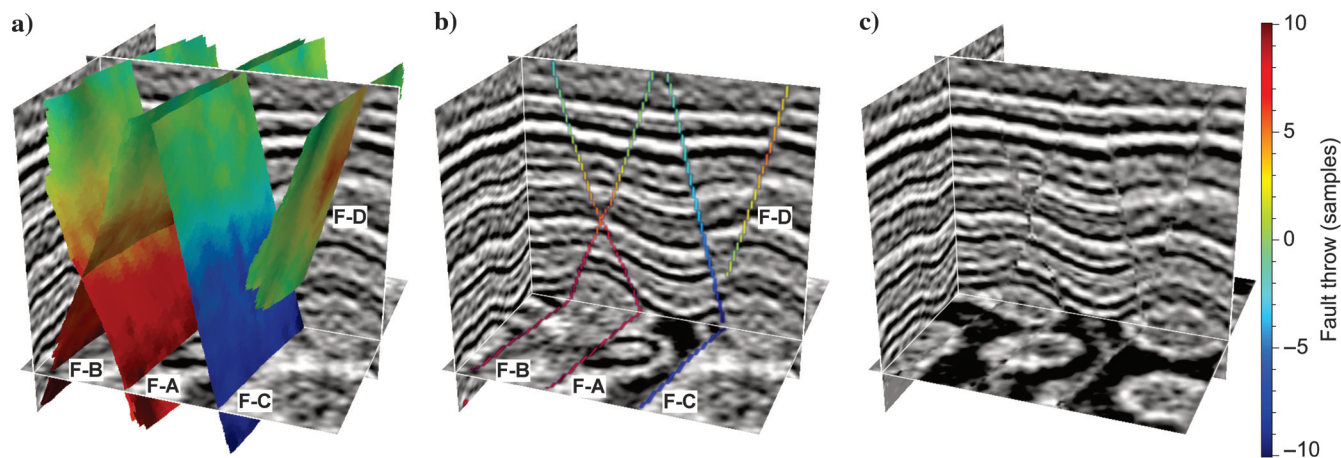 a)
F-D
F-B
F-A
F-C
b)
F-D
F-B
F-A
F-C
c)
10
5
0
−5
−10
Fault throw (samples)